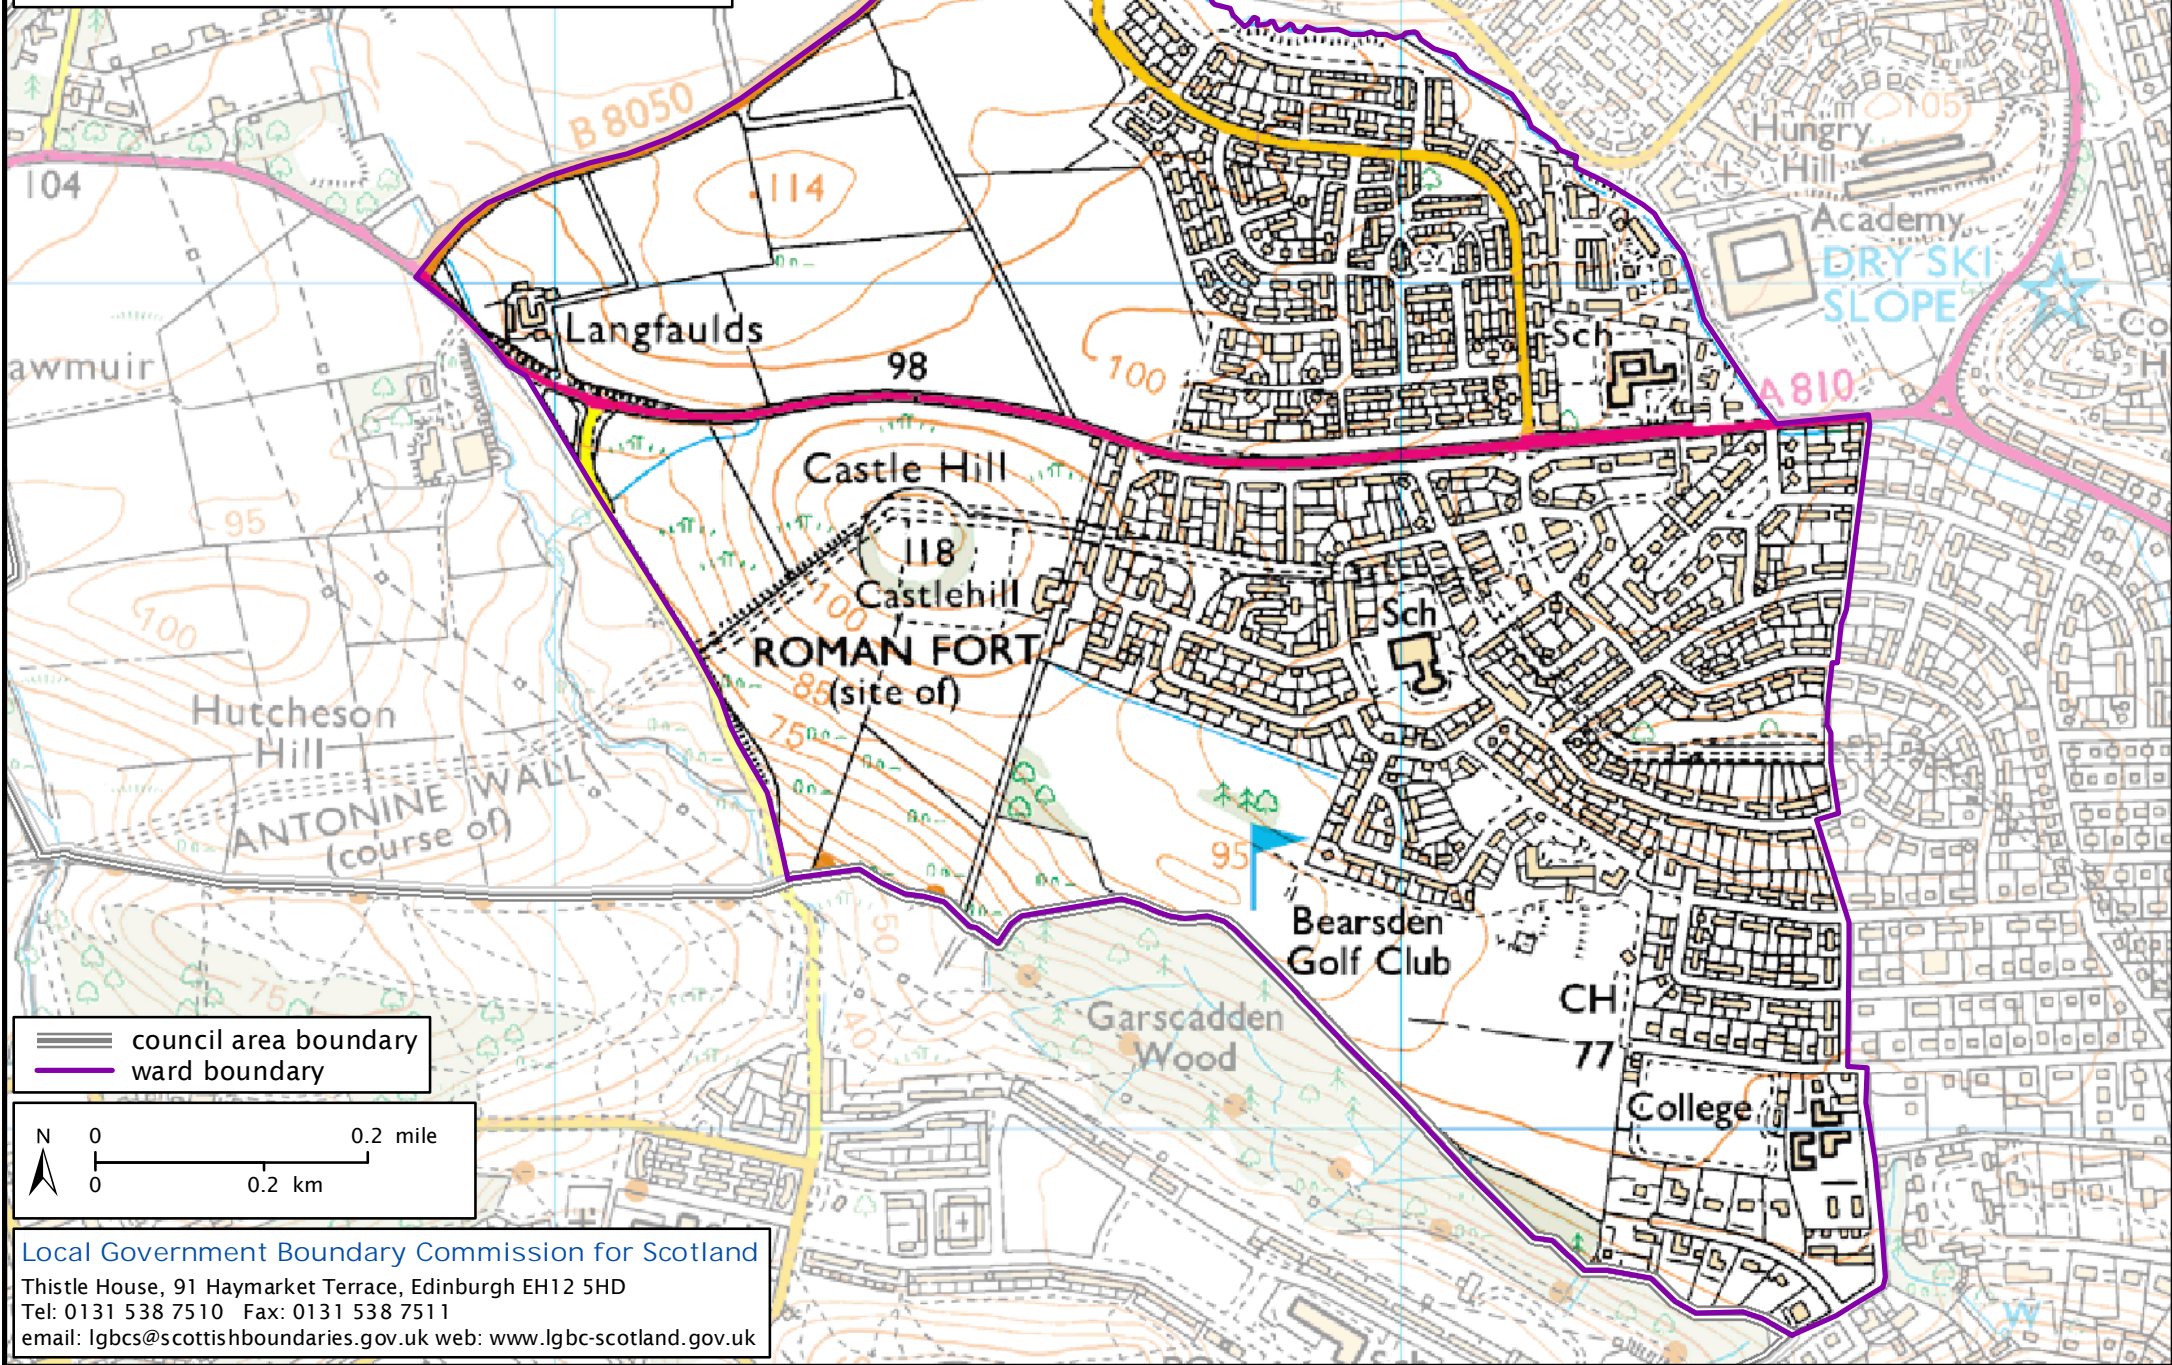 B 8050
104
114
Hungry
Hill
105
Academy
DRY SKI
SLOPE
Langfaulds
98
100
Sch
A 810
awmuir
Co
H
95
Castle Hill
118
Castlehill
100
100
Sch
ROMAN FORT
(site of)
85
75
Hutcheson
Hill
ANTONINE WALL
(course of)
95
Bearsden
Golf Club
50
75
40
CH
77
Garscadden
Wood
College
W
Sch
council area boundary
ward boundary
N 0 0.2 mile
0 0.2 km
Local Government Boundary Commission for Scotland
Thistle House, 91 Haymarket Terrace, Edinburgh EH12 5HD
Tel: 0131 538 7510 Fax: 0131 538 7511
email: lgbcs@scottishboundaries.gov.uk web: www.lgbc-scotland.gov.uk